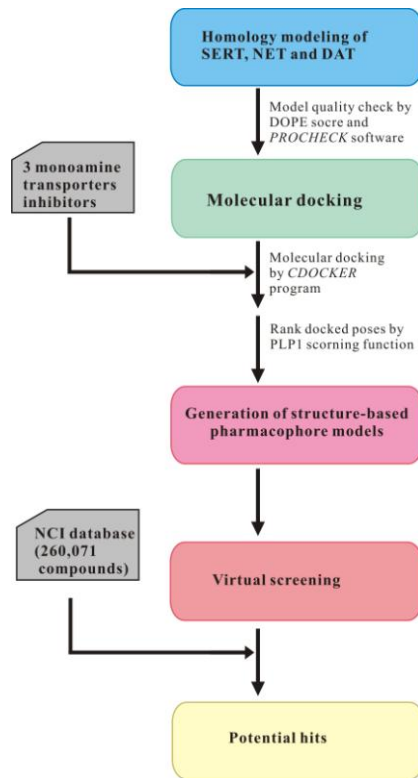 Homology modeling of
SERT, NET and DAT
Model quality check by
DOPE socre and
PROCHECK software
3 monoamine
transporters
inhibitors
Molecular docking
Molecular docking
by CDOCKER
program
Rank docked poses by
PLP1 scorning function
Generation of structure-based
pharmacophore models
NCI database
(260,071
compounds)
Virtual screening
Potential hits